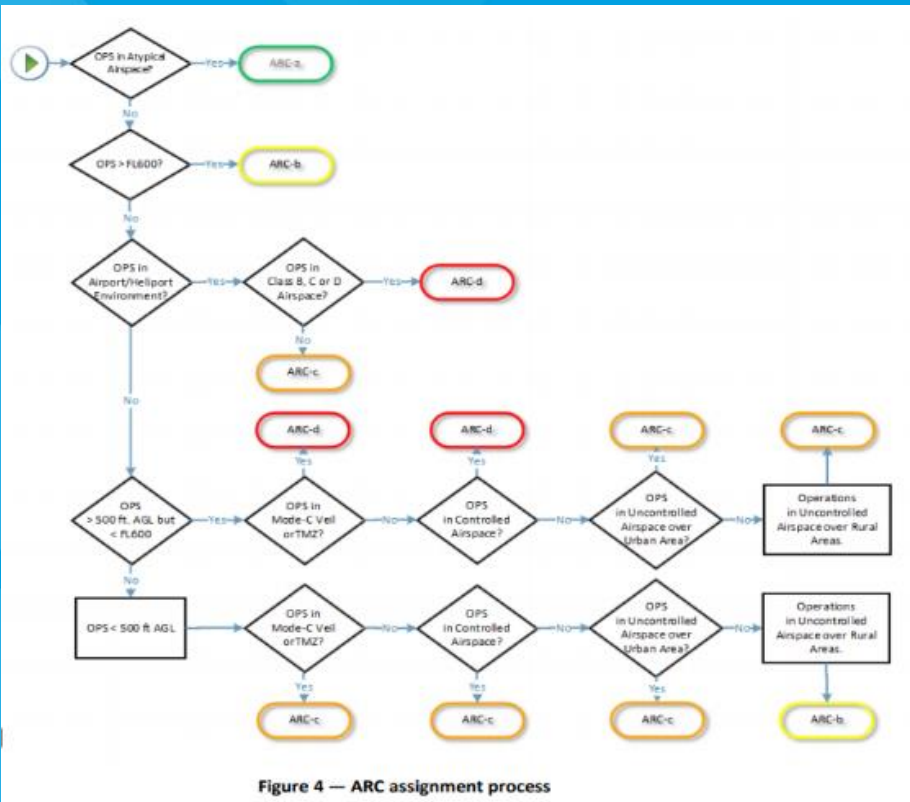 OPS in Atypical
Airspace?
Yes
ARC-a
No
OPS > FL600?
Yes
ARC-b
No
OPS in
Airport/Heliport
Environment?
Yes
OPS in
Class B, C or D
Airspace?
Yes
ARC-d
No
ARC-c
No
ARC-d
ARC-d
ARC-c
ARC-c
Yes
Yes
Yes
OPS
> 500 ft. AGL but
< FL600
Yes
OPS in
Mode-C Veil
or TMZ?
No
OPS
in Controlled
Airspace?
No
OPS
in Uncontrolled
Airspace over
Urban Area?
No
Operations
in Uncontrolled
Airspace over Rural
Areas.
No
OPS < 500 ft AGL
OPS in
Mode-C Veil
or TMZ?
No
OPS
in Controlled
Airspace?
No
OPS
in Uncontrolled
Airspace over
Urban Area?
No
Operations
in Uncontrolled
Airspace over Rural
Areas.
Yes
Yes
Yes
ARC-c
ARC-c
ARC-c
ARC-b
Figure 4 — ARC assignment process